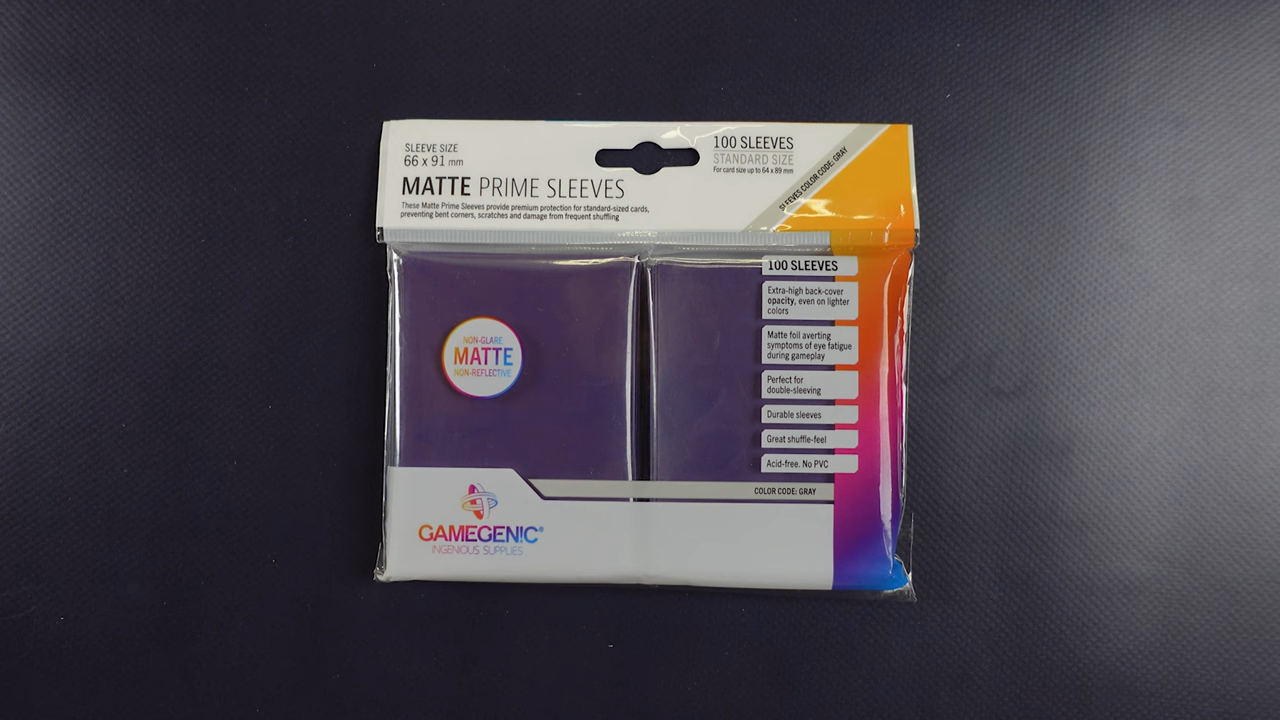 SLEEVE SIZE
66 x 91 mm
MATTE PRIME SLEEVES
These Matte Prime Sleeves provide premium protection for standard-sized cards,
preventing bent corners, scratches and damage from frequent shuffling
100 SLEEVES
STANDARD SIZE
For card size up to 64 x 89 mm
SLEEVES COLOR CODE: GRAY
NON-GLARE
MATTE
NON-REFLECTIVE
100 SLEEVES
Extra-high back-cover
opacity, even on lighter
colors
Matte foil averting
symptoms of eye fatigue
during gameplay
Perfect for
double-sleeving
Durable sleeves
Great shuffle-feel
Acid-free. No PVC
COLOR CODE: GRAY
GAMEGEN!C®
INGENIOUS SUPPLIES